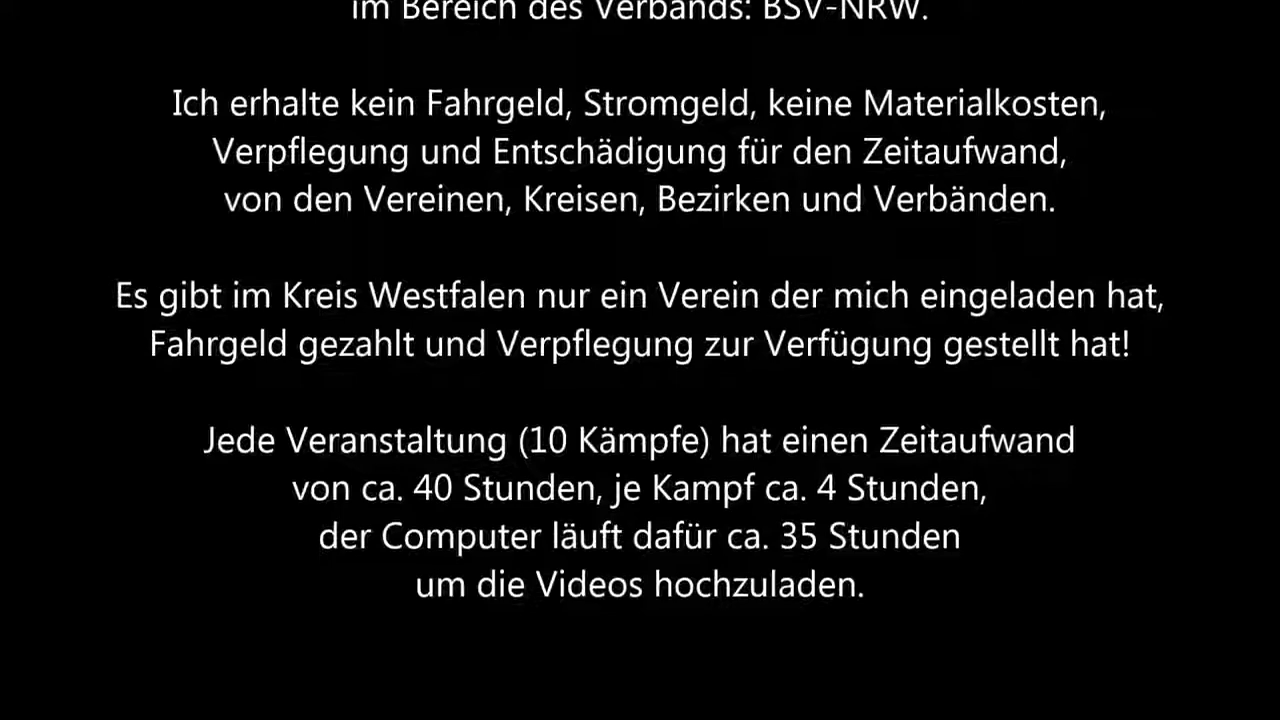 im Bereich des Verbands: BSV-NRW.
Ich erhalte kein Fahrgeld, Stromgeld, keine Materialkosten,
Verpflegung und Entschädigung für den Zeitaufwand,
von den Vereinen, Kreisen, Bezirken und Verbänden.
Es gibt im Kreis Westfalen nur ein Verein der mich eingeladen hat,
Fahrgeld gezahlt und Verpflegung zur Verfügung gestellt hat!
Jede Veranstaltung (10 Kämpfe) hat einen Zeitaufwand
von ca. 40 Stunden, je Kampf ca. 4 Stunden,
der Computer läuft dafür ca. 35 Stunden
um die Videos hochzuladen.